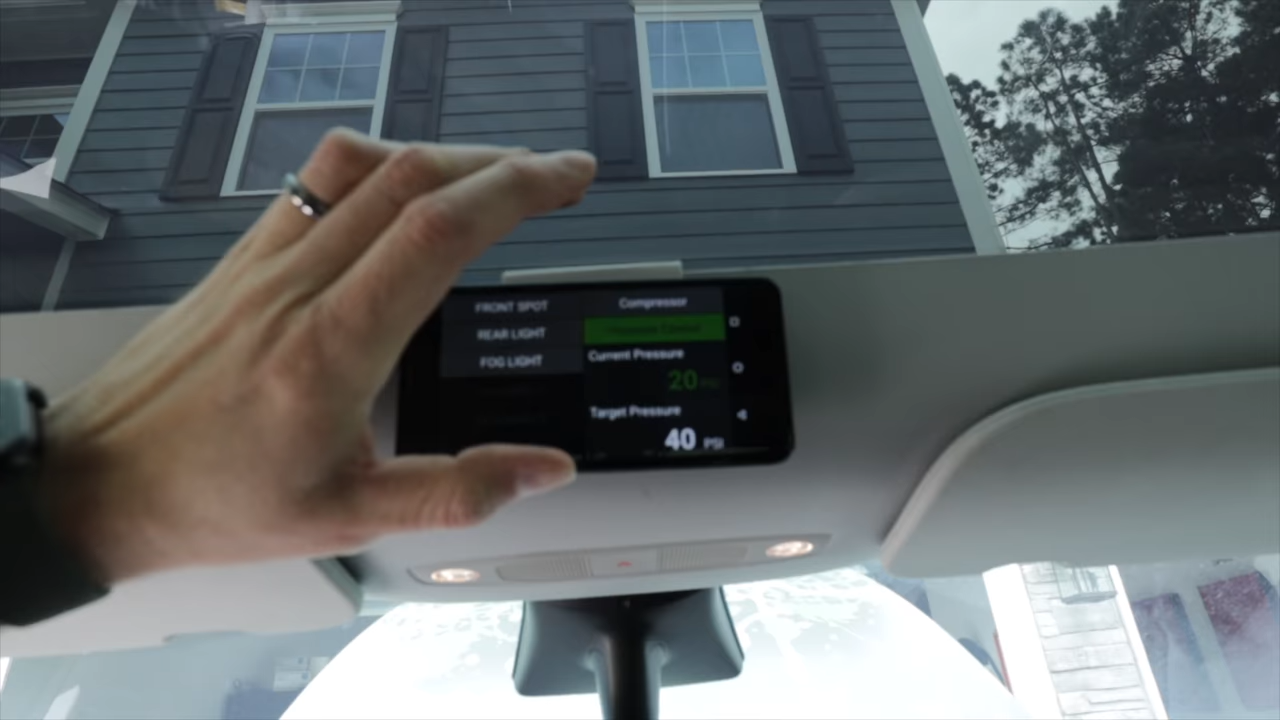 FRONT SPOT
REAR LIGHT
FOG LIGHT
Compressor
Current Pressure
20
Target Pressure
40 PSI